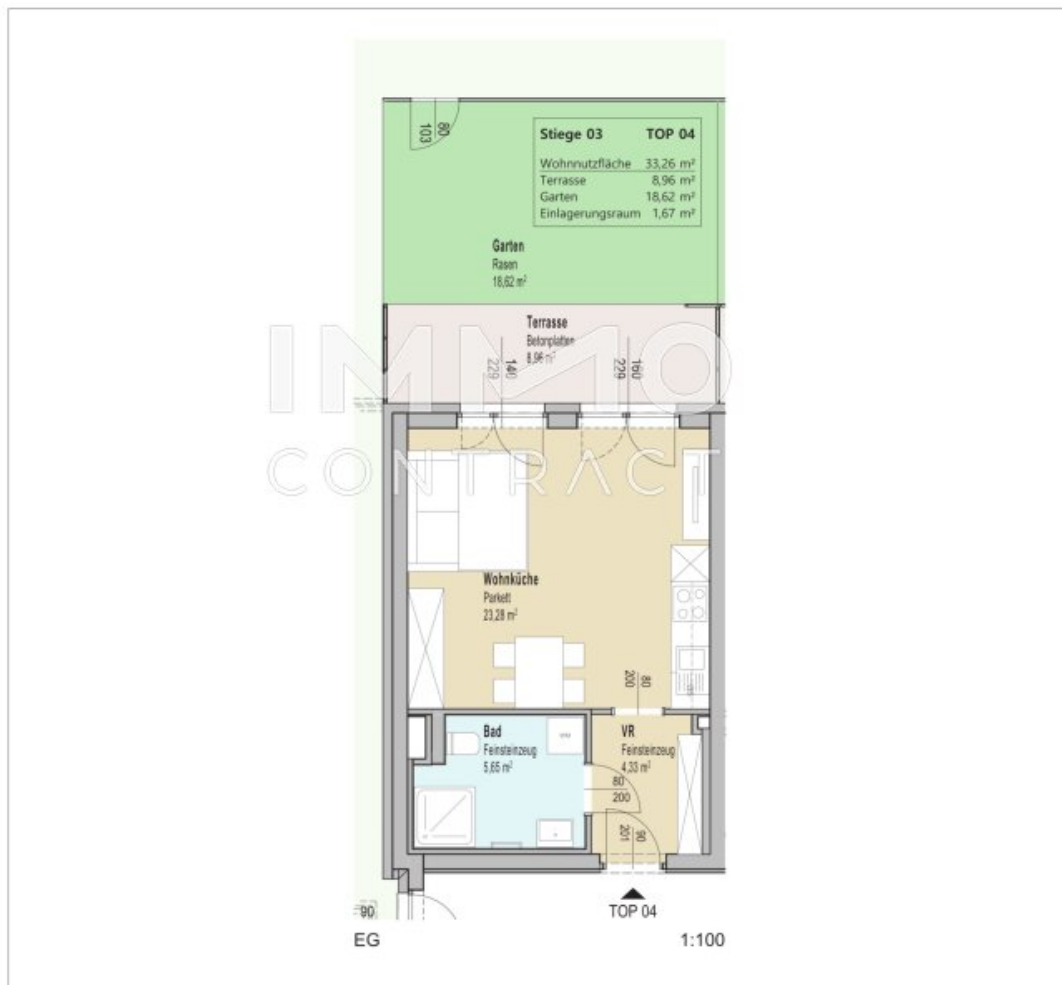 80
103
Stiege 03 TOP 04
Wohnnutzfläche 33,26 m²
Terrasse 8,96 m²
Garten 18,62 m²
Einlagerungsraum 1,67 m²
Garten
Rasen
18,62 m²
Terrasse
Betonplatten
8,96 m²
140
229
160
229
IMMO
CONTRACT
Wohnküche
Parkett
23,28 m²
80
200
Bad
Feinsteinzeug
5,65 m²
VR
Feinsteinzeug
4,33 m²
80
200
90
201
TOP 04
90
EG 1:100